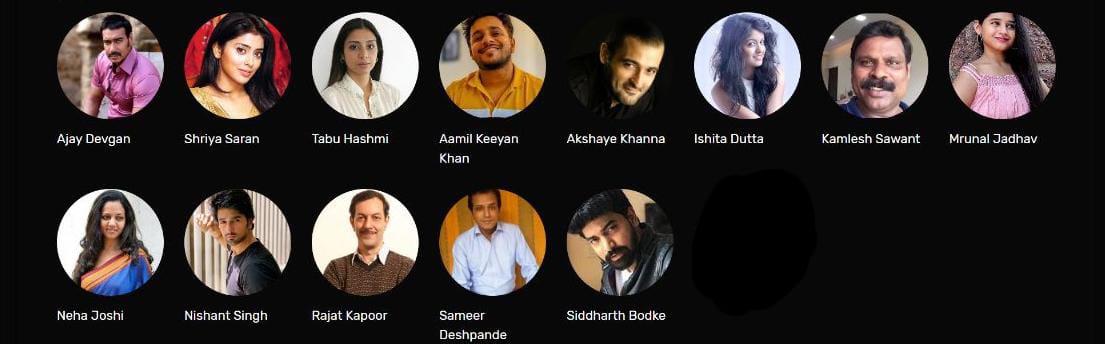 Ajay Devgan
Shriya Saran
Tabu Hashmi
Aamil Keeyan
Khan
Akshaye Khanna
Ishita Dutta
Kamlesh Sawant
Mrunal Jadhav
Neha Joshi
Nishant Singh
Rajat Kapoor
Sameer
Deshpande
Siddharth Bodke